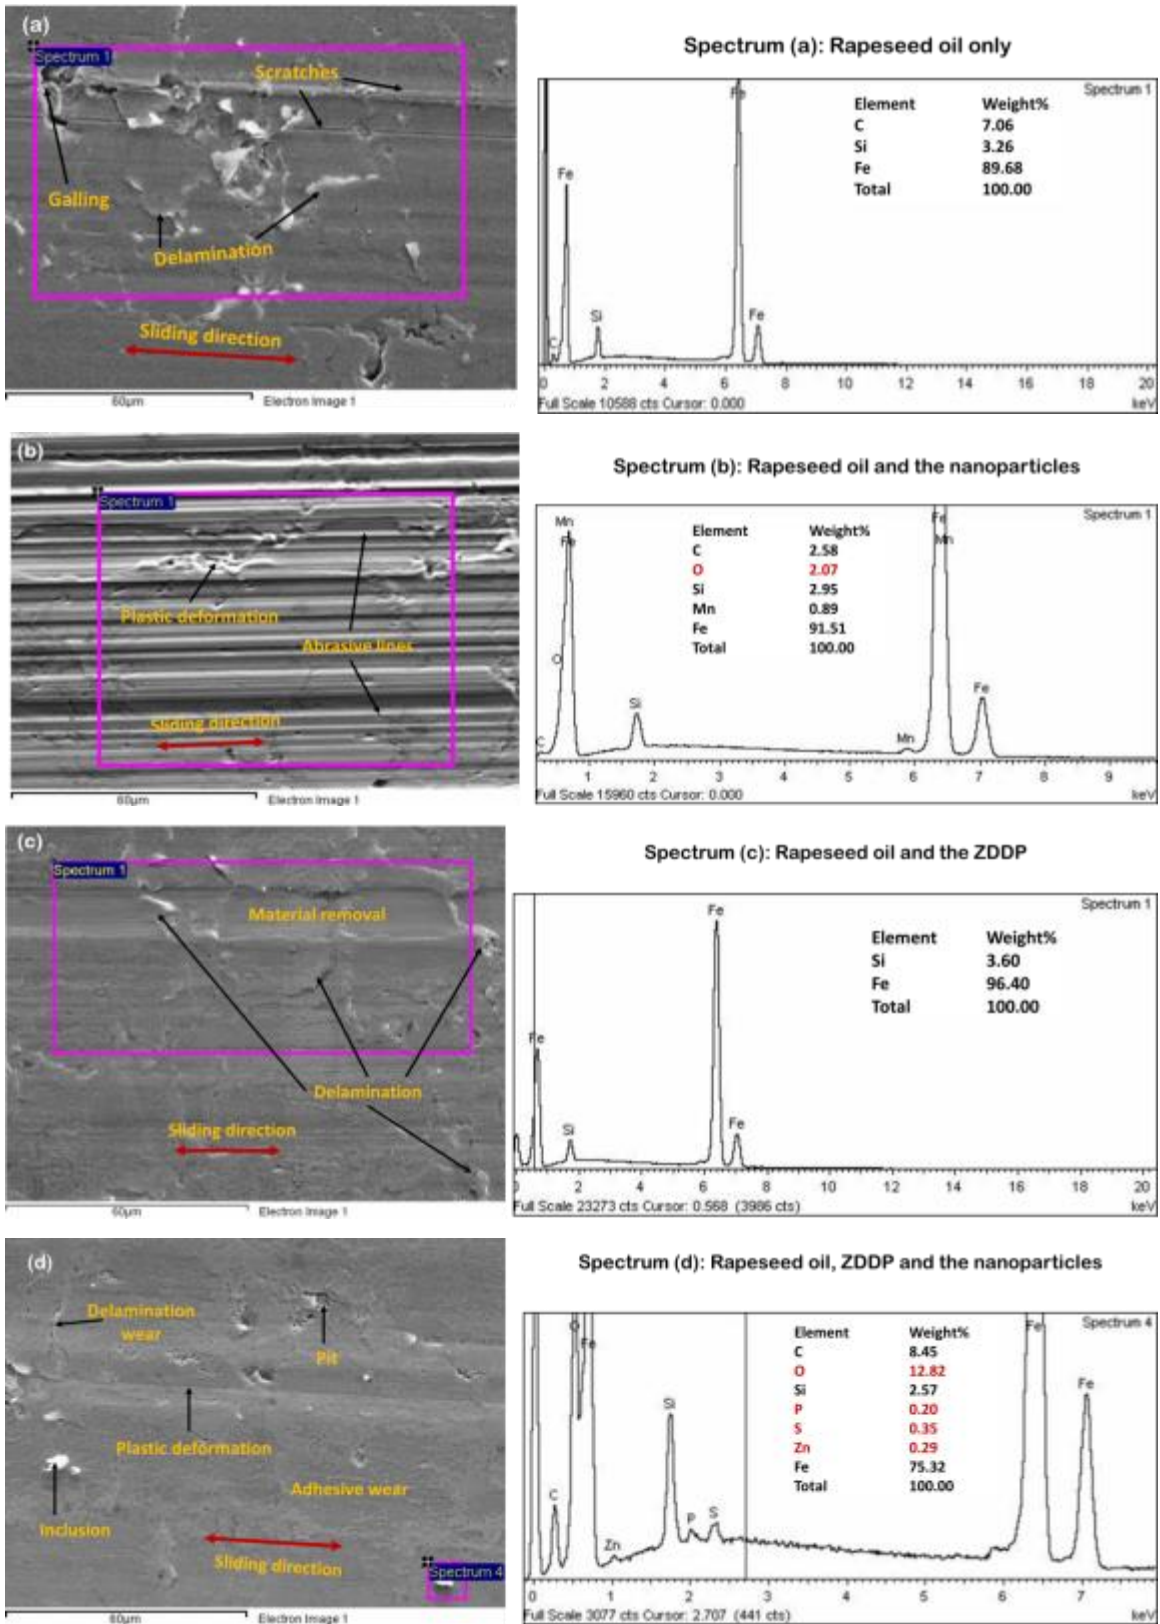 (a)
Spectrum 1
Scratches
Galling
Delamination
Sliding direction
60µm
Electron Image 1
Spectrum (a): Rapeseed oil only
Spectrum 1
Fe
Element Weight%
C 7.06
Si 3.26
Fe 89.68
Total 100.00
Fe
Si
C
Fe
0 2 4 6 8 10 12 14 16 18 20
Full Scale 10588 cts Cursor: 0.000 keV
(b)
Spectrum 1
Plastic deformation
Abrasive lines
Sliding direction
60µm
Electron Image 1
Spectrum (b): Rapeseed oil and the nanoparticles
Spectrum 1
Mn
Fe
Fe
Mn
Element Weight%
C 2.58
O 2.07
Si 2.95
Mn 0.89
Fe 91.51
Total 100.00
O
Si
Fe
C
Mn
1 2 3 4 5 6 7 8 9
Full Scale 15960 cts Cursor: 0.000 keV
(c)
Spectrum 1
Material removal
Delamination
Sliding direction
60µm
Electron Image 1
Spectrum (c): Rapeseed oil and the ZDDP
Spectrum 1
Fe
Element Weight%
Si 3.60
Fe 96.40
Total 100.00
Fe
Si
Fe
0 2 4 6 8 10 12 14 16 18 20
Full Scale 23273 cts Cursor: 0.568 (3986 cts) keV
(d)
Delamination
wear
Pit
Plastic deformation
Adhesive wear
Inclusion
Sliding direction
Spectrum 4
60µm
Electron Image 1
Spectrum (d): Rapeseed oil, ZDDP and the nanoparticles
Spectrum 4
O
Fe
Fe
Element Weight%
C 8.45
O 12.82
Si 2.57
P 0.20
S 0.35
Zn 0.29
Fe 75.32
Total 100.00
Fe
Si
C
P
S
Zn
0 1 2 3 4 5 6 7
Full Scale 3077 cts Cursor: 2.707 (441 cts) keV